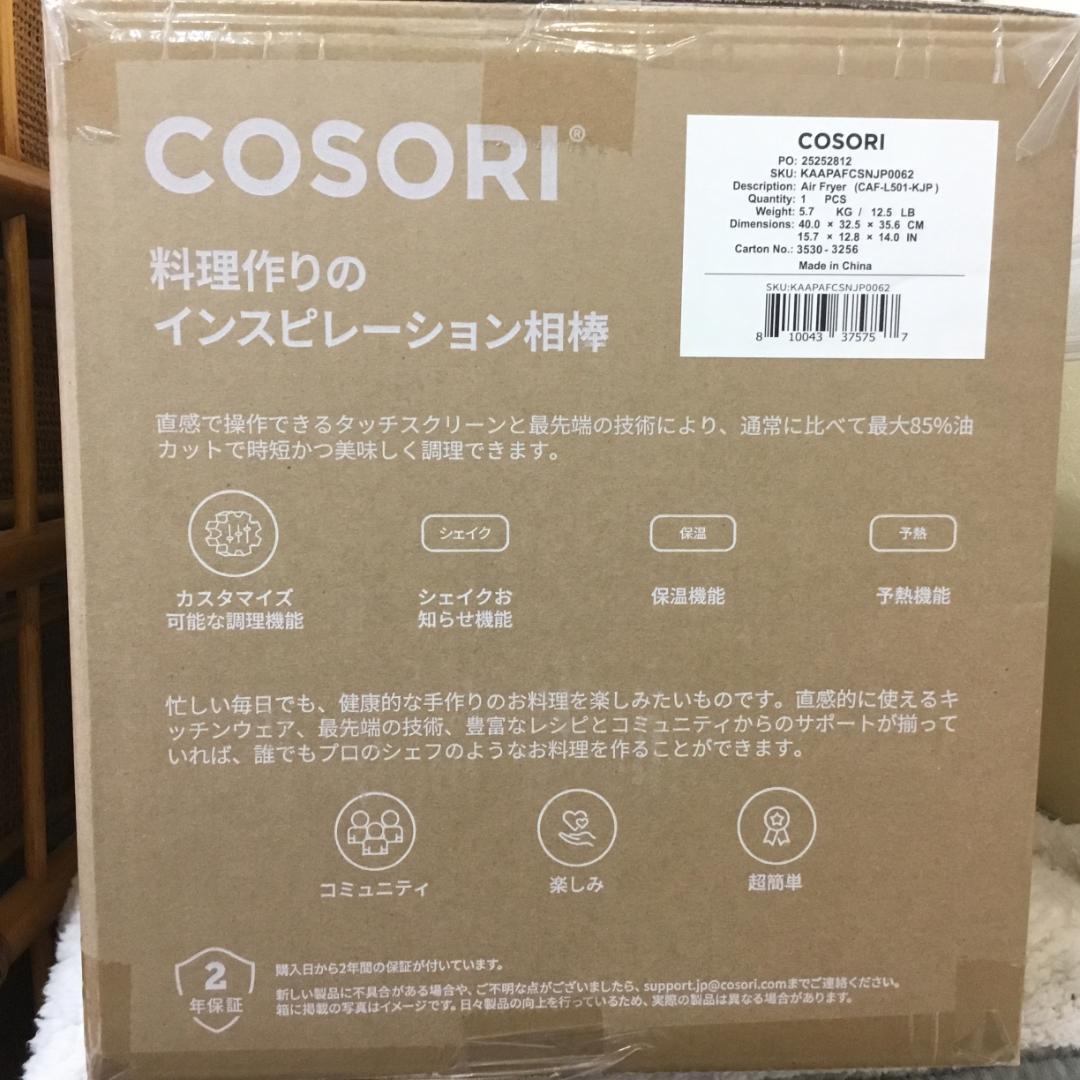 COSORI®
料理作りの
インスピレーション相棒
COSORI
PO: 25252812
SKU: KAAPAFCSNJP0062
Description: Air Fryer (CAF-L501-KJP)
Quantity: 1 PCS
Weight: 5.7 KG / 12.5 LB
Dimensions: 40.0 × 32.5 × 35.6 CM
15.7 × 12.8 × 14.0 IN
Carton No.: 3530 - 3256
Made in China
SKU:KAAPAFCSNJP0062
8 10043 37575 7
直感で操作できるタッチスクリーンと最先端の技術により、通常に比べて最大85%油
カットで時短かつ美味しく調理できます。
シェイク
保温
予熱
カスタマイズ
可能な調理機能
シェイクお
知らせ機能
保温機能
予熱機能
忙しい毎日でも、健康的な手作りのお料理を楽しみたいものです。直感的に使えるキ
ッチンウェア、最先端の技術、豊富なレシピとコミュニティからのサポートが揃って
いれば、誰でもプロのシェフのようなお料理を作ることができます。
コミュニティ
楽しみ
超簡単
2
年保証
購入日から2年間の保証が付いています。
新しい製品に不具合がある場合や、ご不明な点がございましたら、support.jp@cosori.comまでご連絡ください。
箱に掲載の写真はイメージです。日々製品の向上を行っているため、実際の製品は異なる場合があります。